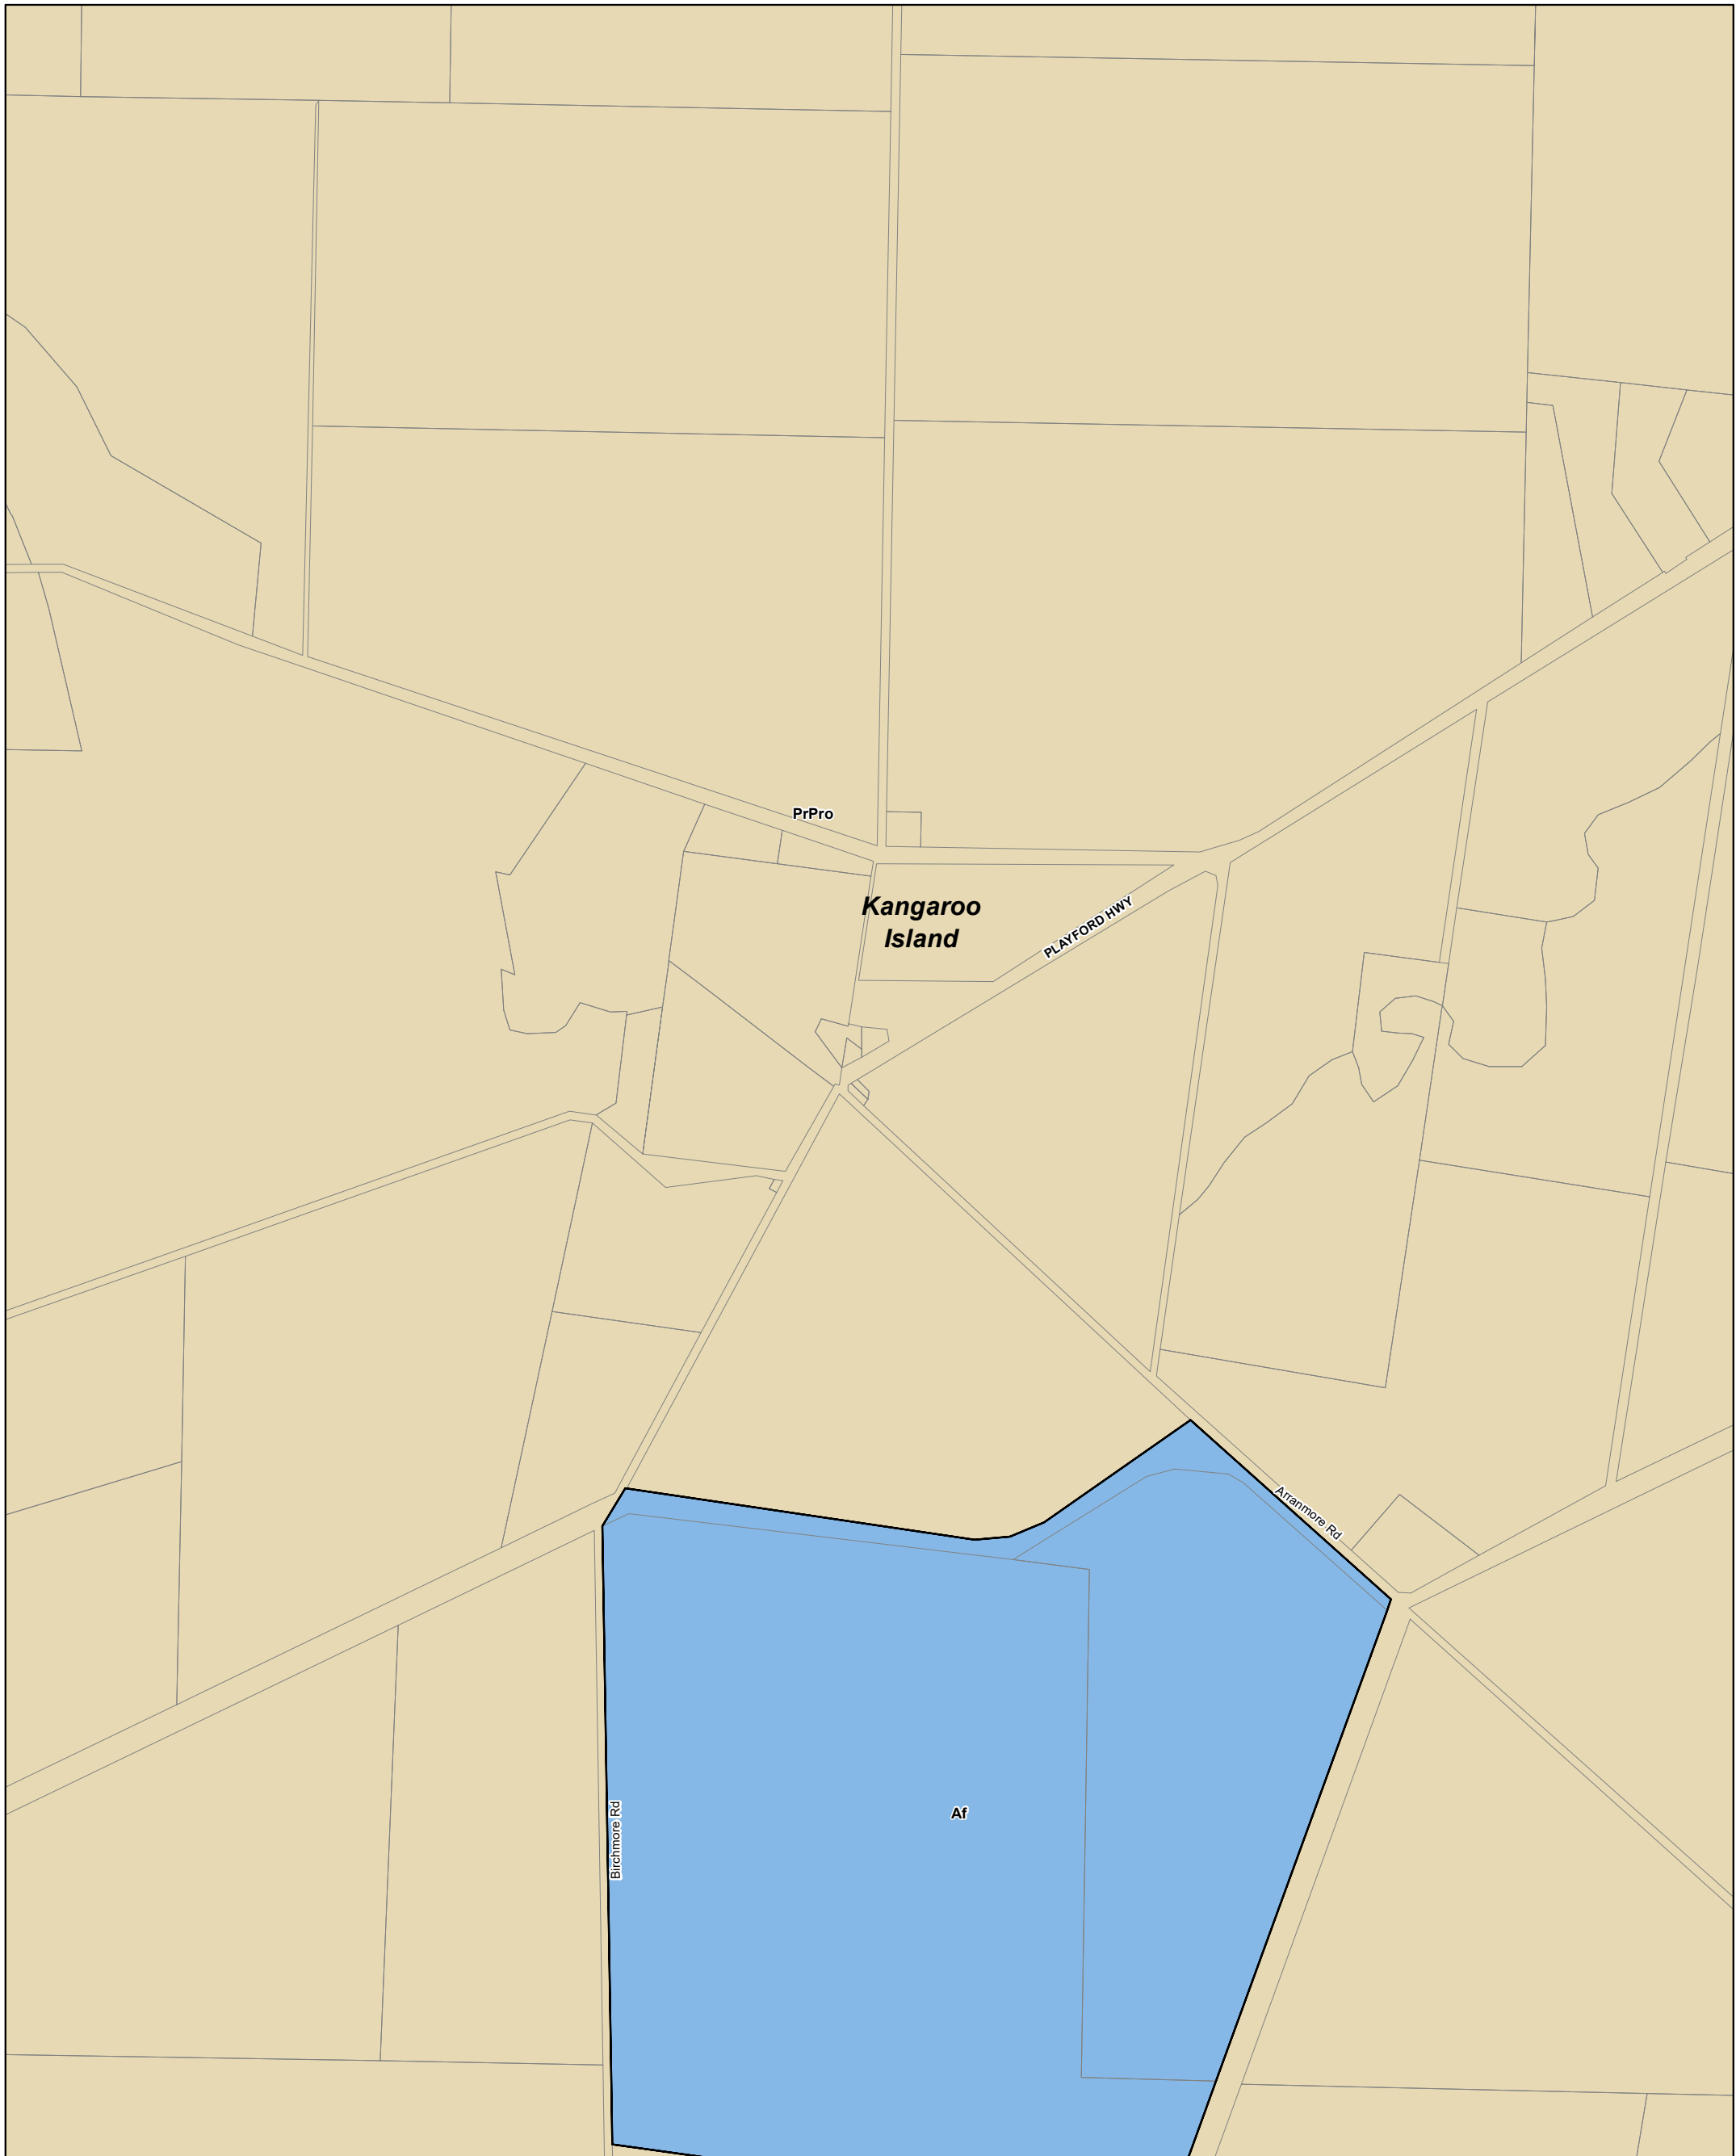 PrPro
Kangaroo
Island
PLAYFORD HWY
Arranmore Rd
Birchmore Rd
Af